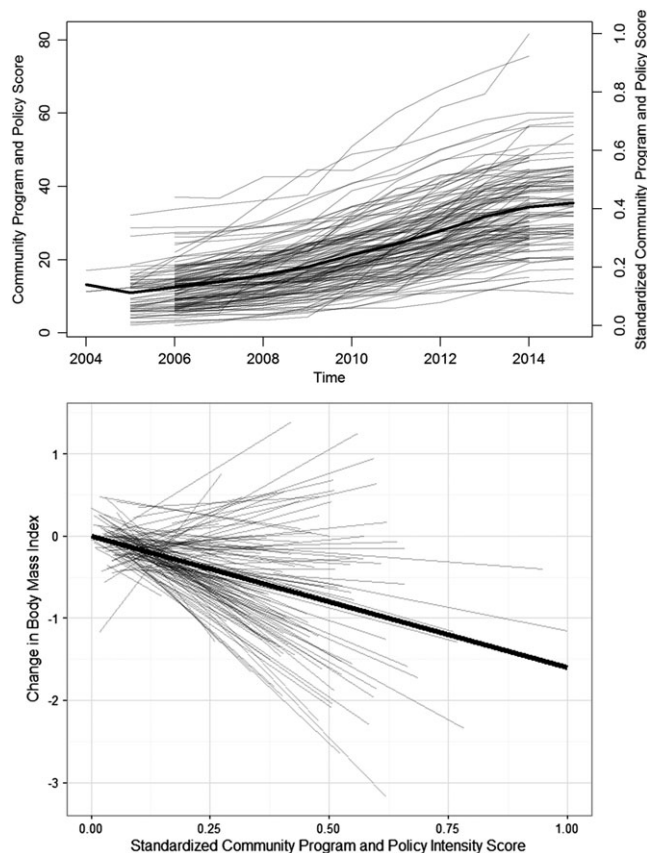 80
60
40
20
0
Community Program and Policy Score
1.0
0.8
0.6
0.4
0.2
0.0
Standardized Community Program and Policy Score
2004 2006 2008 2010 2012 2014
Time
1
0
-1
-2
-3
Change in Body Mass Index
0.00 0.25 0.50 0.75 1.00
Standardized Community Program and Policy Intensity Score